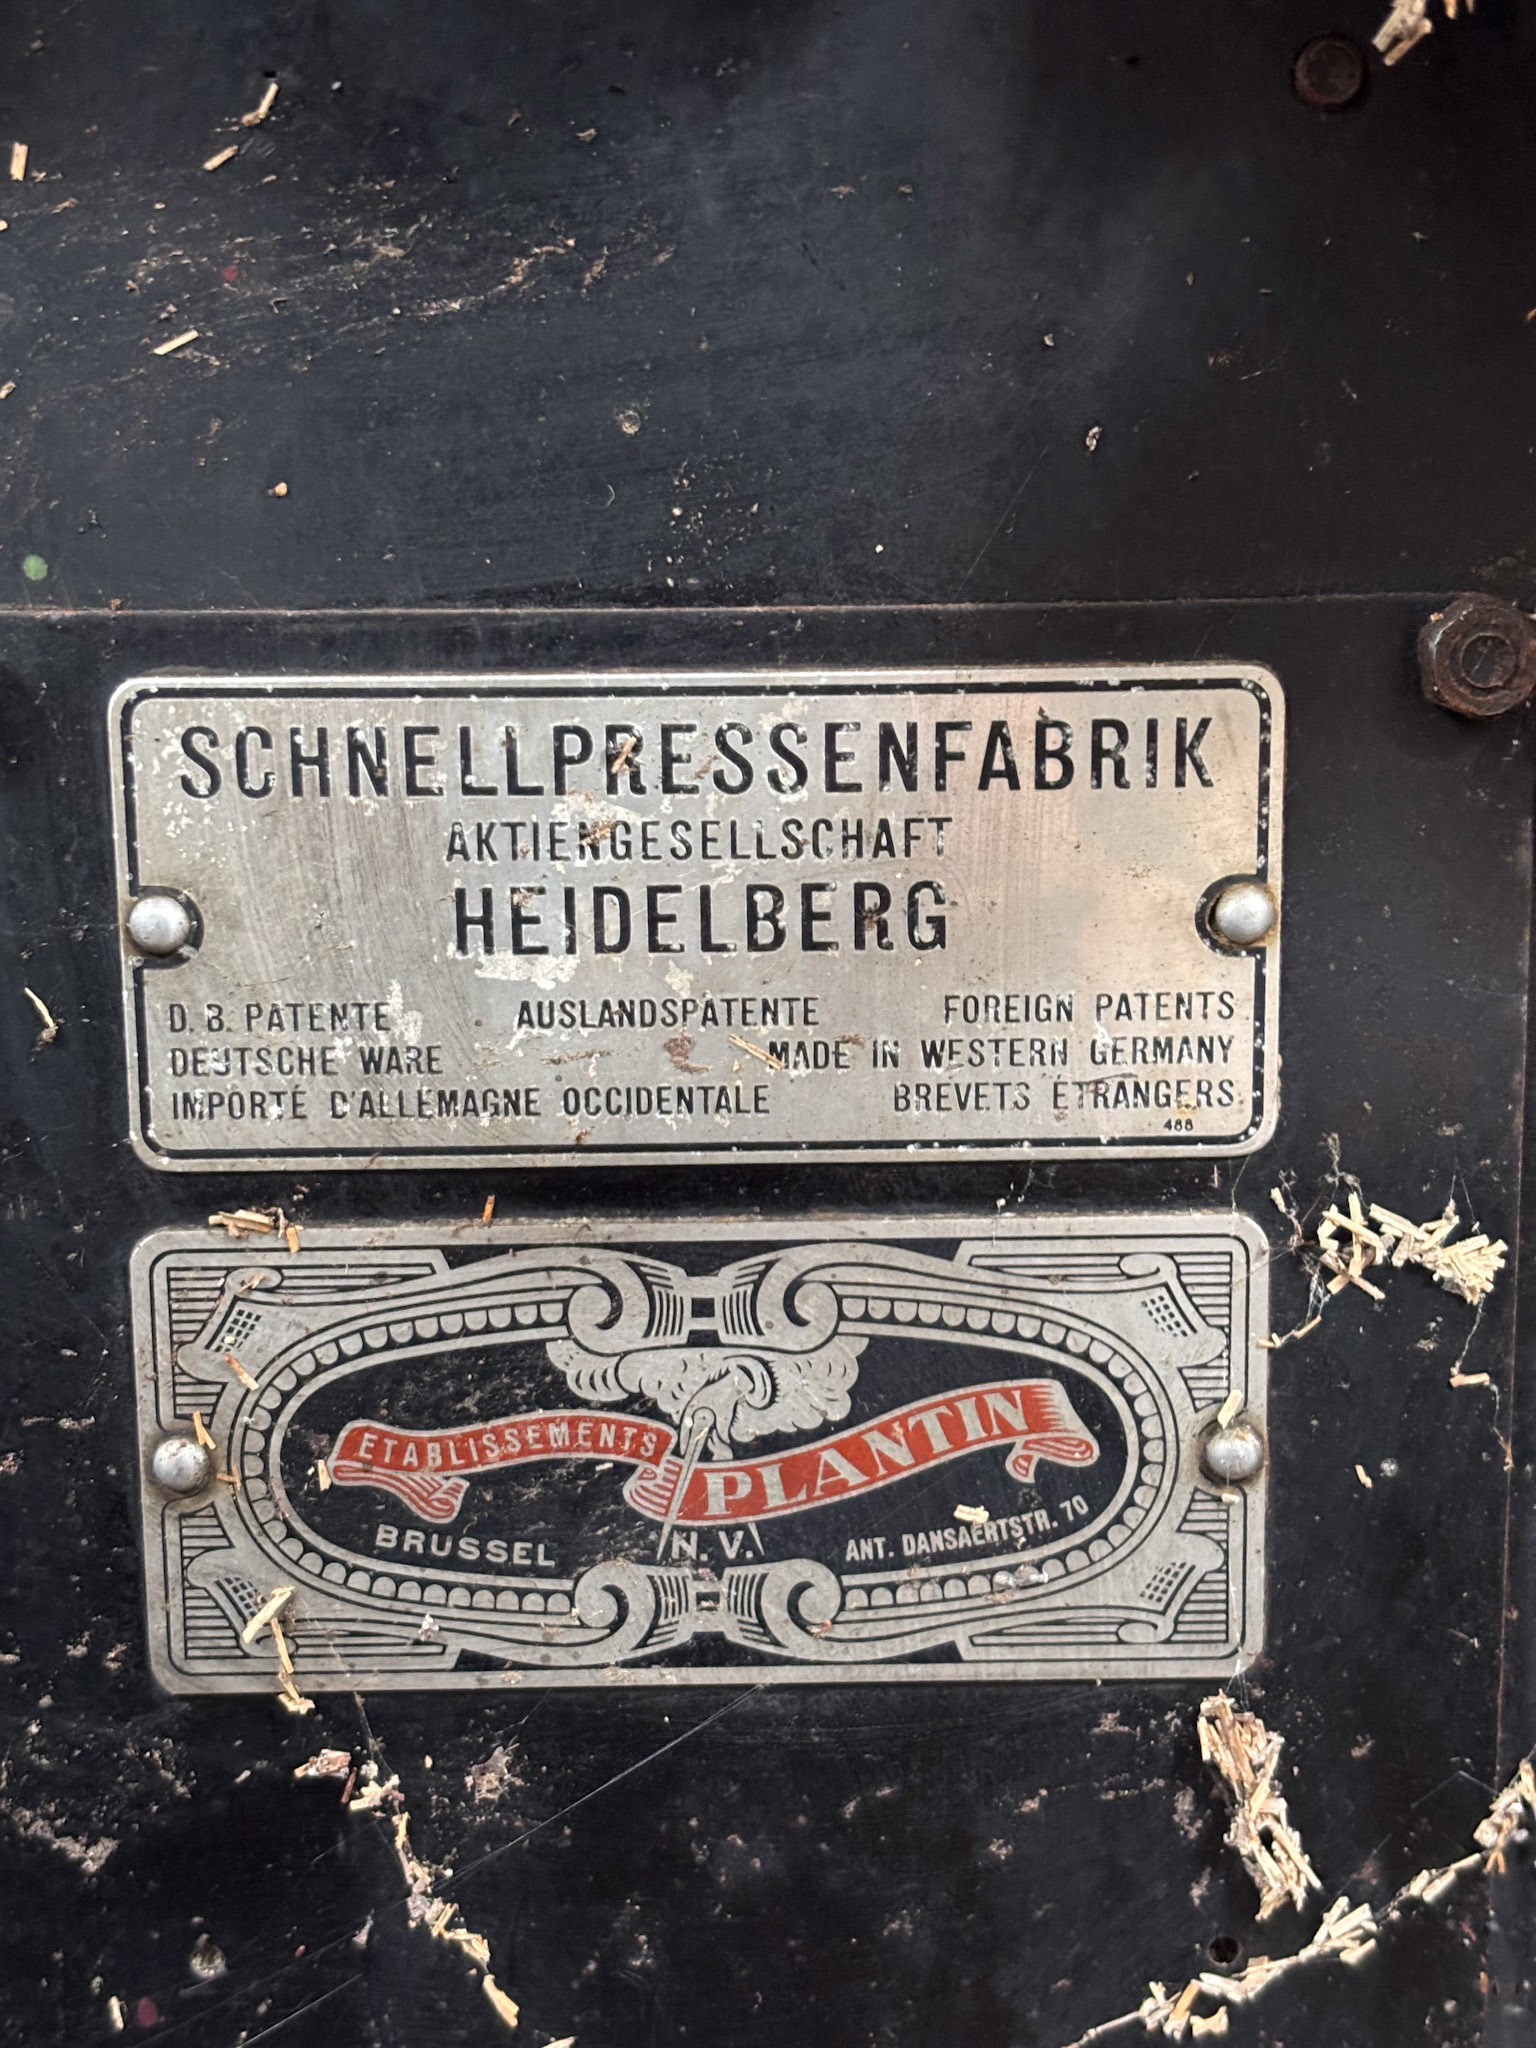 SCHNELLPRESSENFABRIK
AKTIENGESELLSCHAFT
HEIDELBERG
D. B. PATENTE AUSLANDSPATENTE FOREIGN PATENTS
DEUTSCHE WARE MADE IN WESTERN GERMANY
IMPORTÉ D'ALLEMAGNE OCCIDENTALE BREVETS ÉTRANGERS
488
ETABLISSEMENTS PLANTIN
BRUSSEL N. V. ANT. DANSAERTSTR. 70